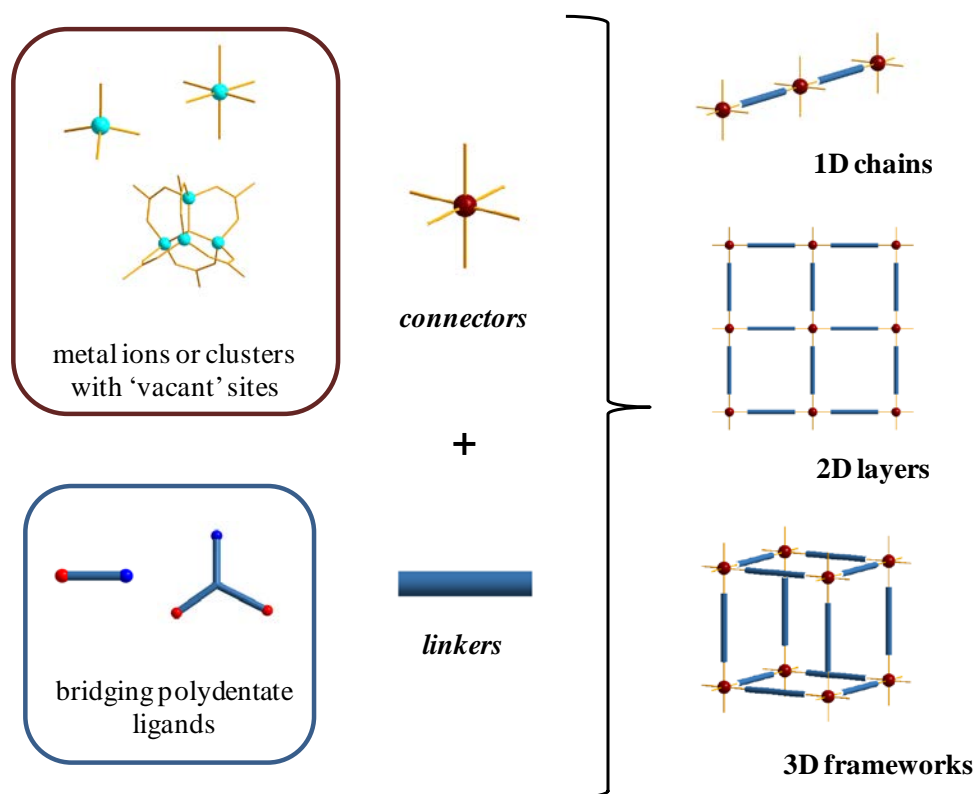 metal ions or clusters
with ‘vacant’ sites
connectors
+
bridging polydentate
ligands
linkers
1D chains
2D layers
3D frameworks